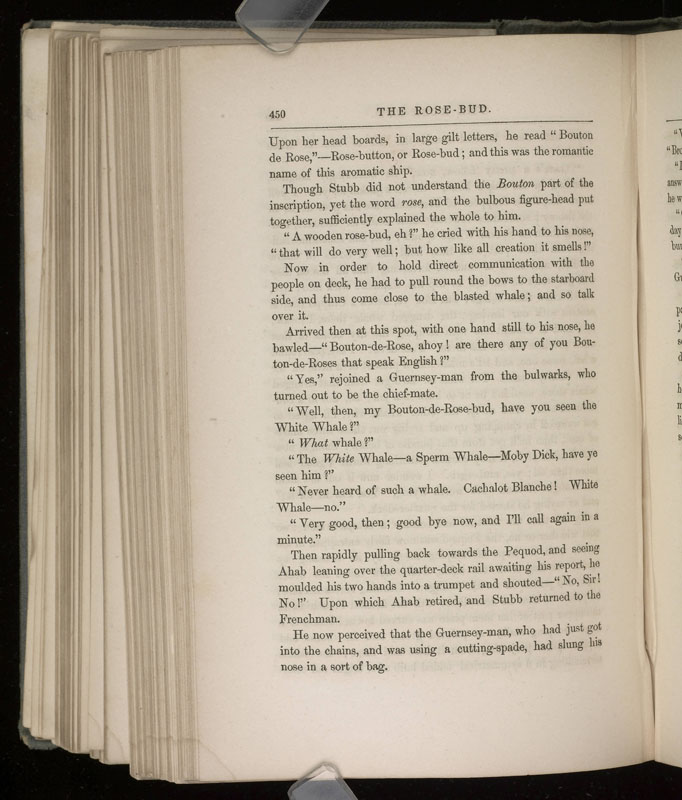 450
THE ROSE-BUD.
Upon her head boards, in large gilt letters, he read " Bouton
de Rose,"—Rose-button, or Rose-bud ; and this was the romantic
name of this aromatic ship.
Though Stubb did not understand the Bouton part of the
inscription, yet the word rose, and the bulbous figure-head put
together, sufficiently explained the whole to him.
" A wooden rose-bud, eh ?" he cried with his hand to his nose,
" that will do very well ; but how like all creation it smells !"
Now in order to hold direct communication with the
people on deck, he had to pull round the bows to the starboard
side, and thus come close to the blasted whale ; and so talk
over it.
Arrived then at this spot, with one hand still to his nose, he
bawled—" Bouton-de-Rose, ahoy ! are there any of you Bou-
ton-de-Roses that speak English ?"
" Yes," rejoined a Guernsey-man from the bulwarks, who
turned out to be the chief-mate.
" Well, then, my Bouton-de-Rose-bud, have you seen the
White Whale ?"
" What whale ?"
" The White Whale—a Sperm Whale—Moby Dick, have ye
seen him ?"
" Never heard of such a whale. Cachalot Blanche ! White
Whale—no."
" Very good, then ; good bye now, and I'll call again in a
minute."
Then rapidly pulling back towards the Pequod, and seeing
Ahab leaning over the quarter-deck rail awaiting his report, he
moulded his two hands into a trumpet and shouted—" No, Sir !
No !" Upon which Ahab retired, and Stubb returned to the
Frenchman.
He now perceived that the Guernsey-man, who had just got
into the chains, and was using a cutting-spade, had slung his
nose in a sort of bag.